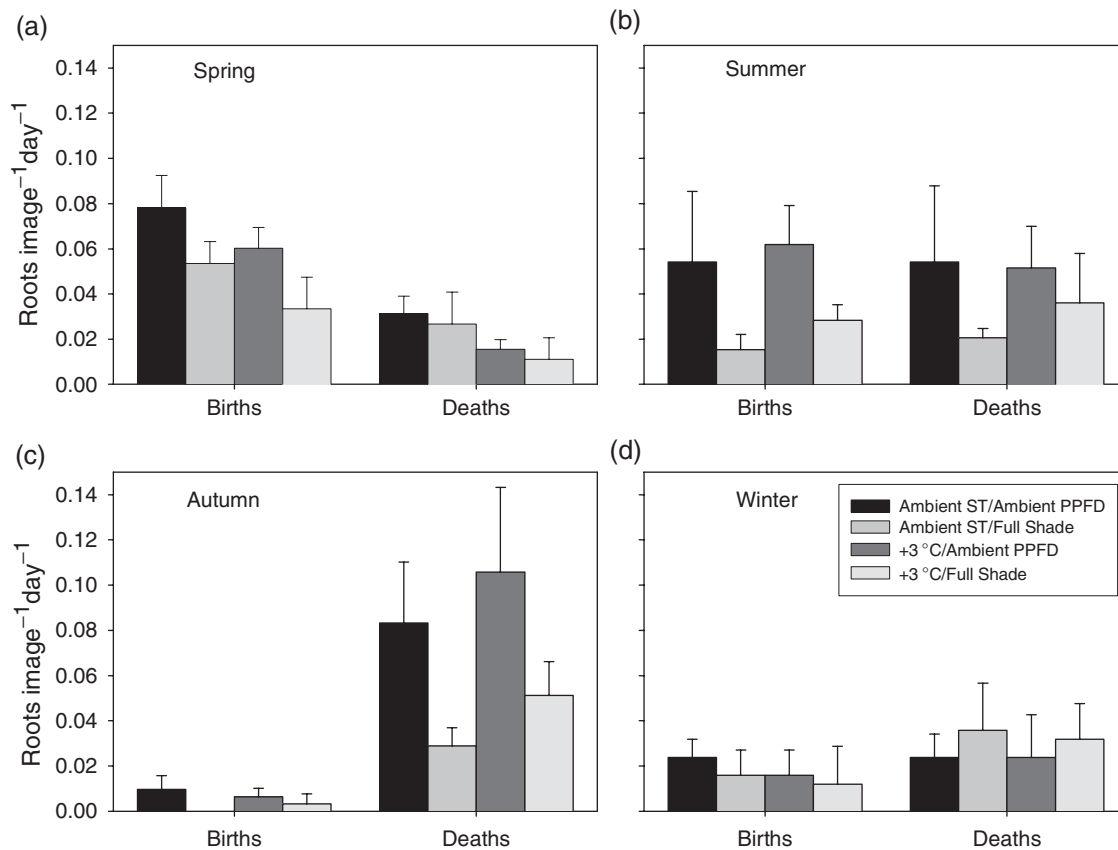 (a)
Spring
Roots image⁻¹day⁻¹
0.14
0.12
0.10
0.08
0.06
0.04
0.02
0.00
Births Deaths
(b)
Summer
Births Deaths
(c)
Autumn
Roots image⁻¹day⁻¹
0.14
0.12
0.10
0.08
0.06
0.04
0.02
0.00
Births Deaths
(d)
Winter
Ambient ST/Ambient PPFD
Ambient ST/Full Shade
+3 °C/Ambient PPFD
+3 °C/Full Shade
Births Deaths